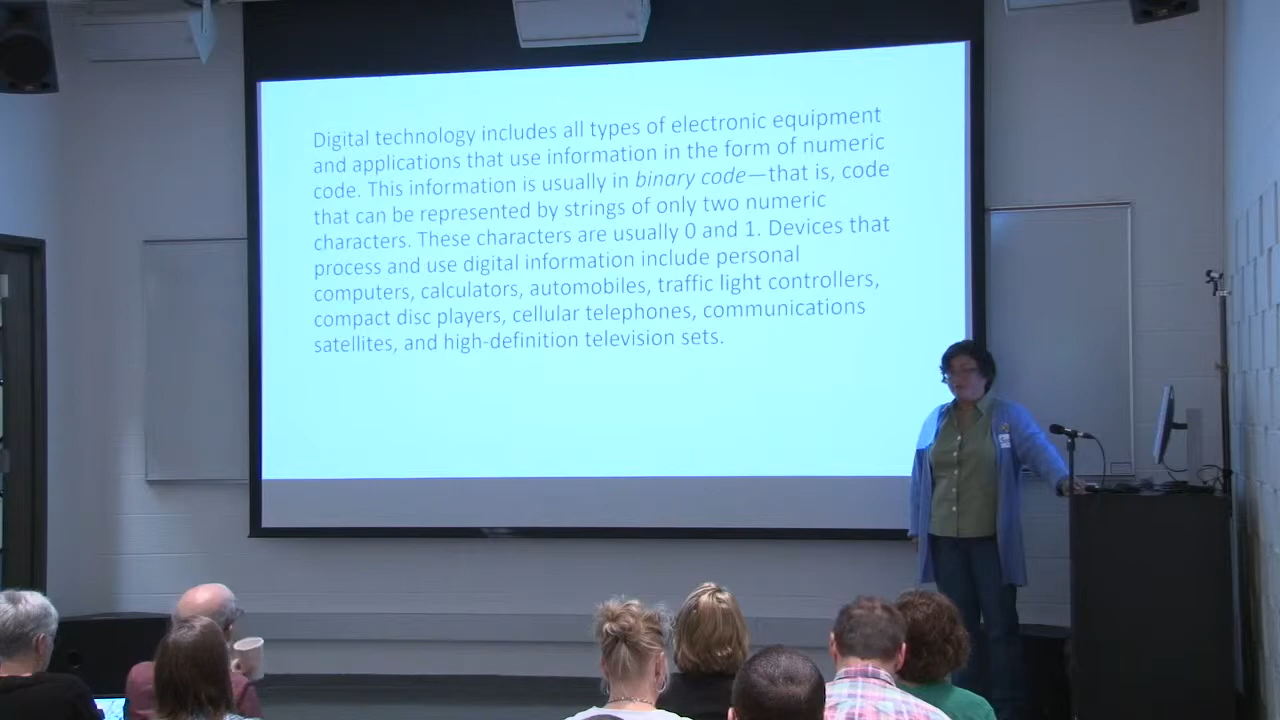 Digital technology includes all types of electronic equipment
and applications that use information in the form of numeric
code. This information is usually in binary code—that is, code
that can be represented by strings of only two numeric
characters. These characters are usually 0 and 1. Devices that
process and use digital information include personal
computers, calculators, automobiles, traffic light controllers,
compact disc players, cellular telephones, communications
satellites, and high-definition television sets.